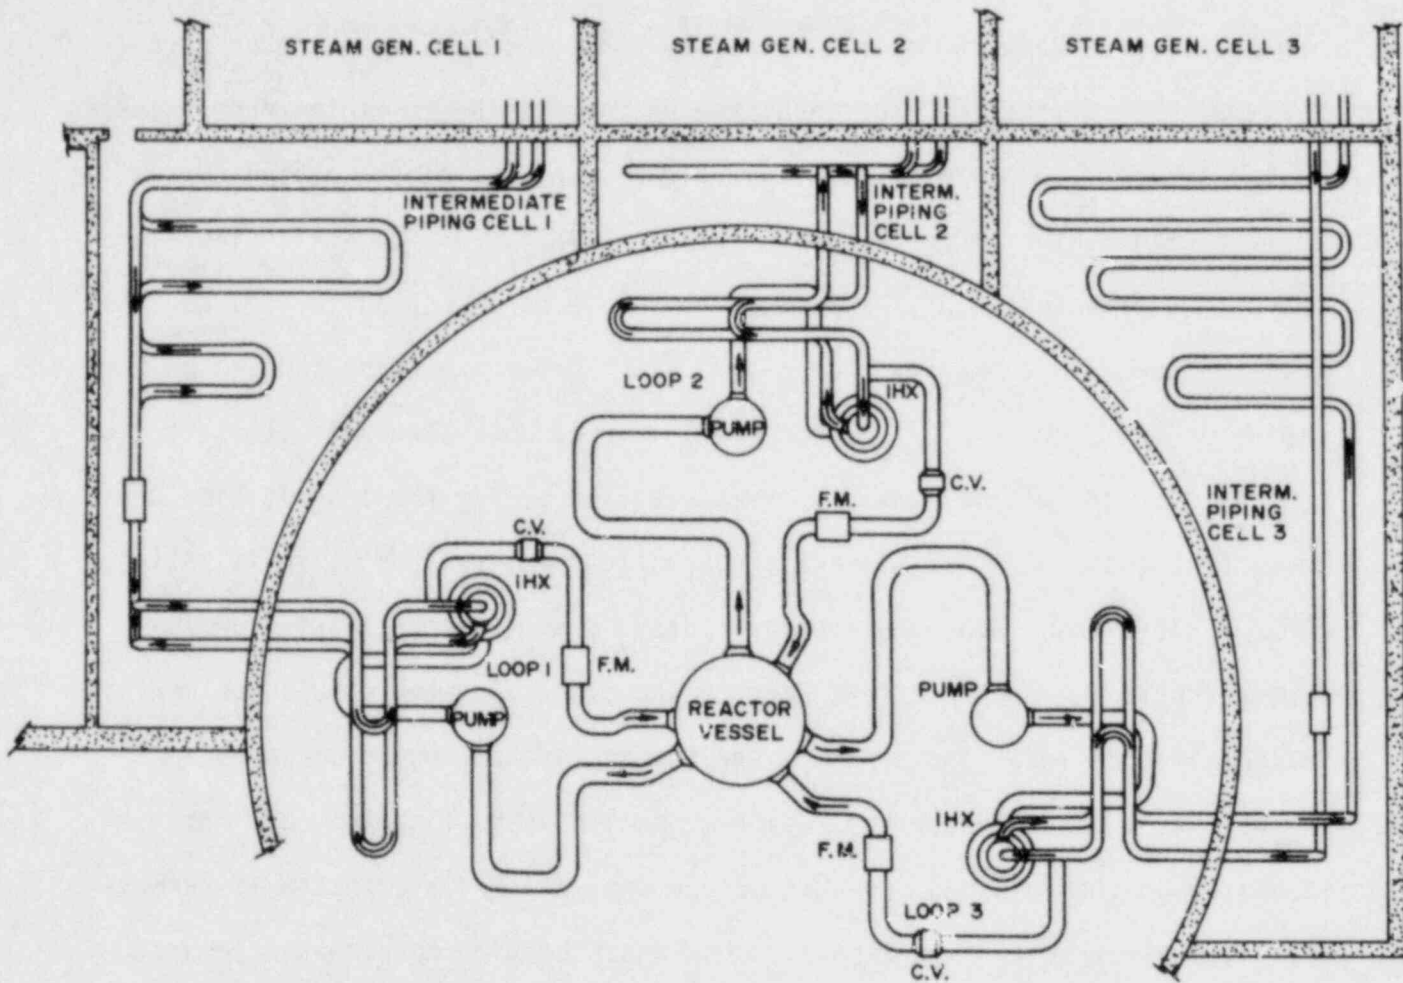 STEAM GEN. CELL 1
STEAM GEN. CELL 2
STEAM GEN. CELL 3
INTERMEDIATE
PIPING CELL 1
INTERM.
PIPING
CELL 2
LOOP 2
IHX
PUMP
C.V.
F.M.
INTERM.
PIPING
CELL 3
C.V.
IHX
LOOP 1
F.M.
PUMP
REACTOR
VESSEL
PUMP
IHX
F.M.
LOOP 3
C.V.